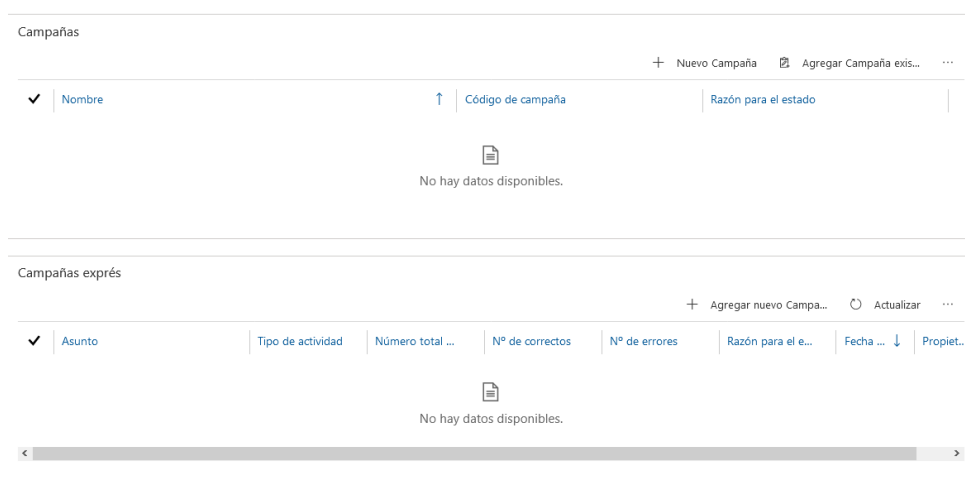 Campañas
Nuevo Campaña Agregar Campaña exis... ...
Nombre Código de campaña Razón para el estado
No hay datos disponibles.
Campañas exprés
Agregar nuevo Campa... Actualizar ...
Asunto Tipo de actividad Número total ... Nº de correctos Nº de errores Razón para el e... Fecha ... Propiet...
No hay datos disponibles.